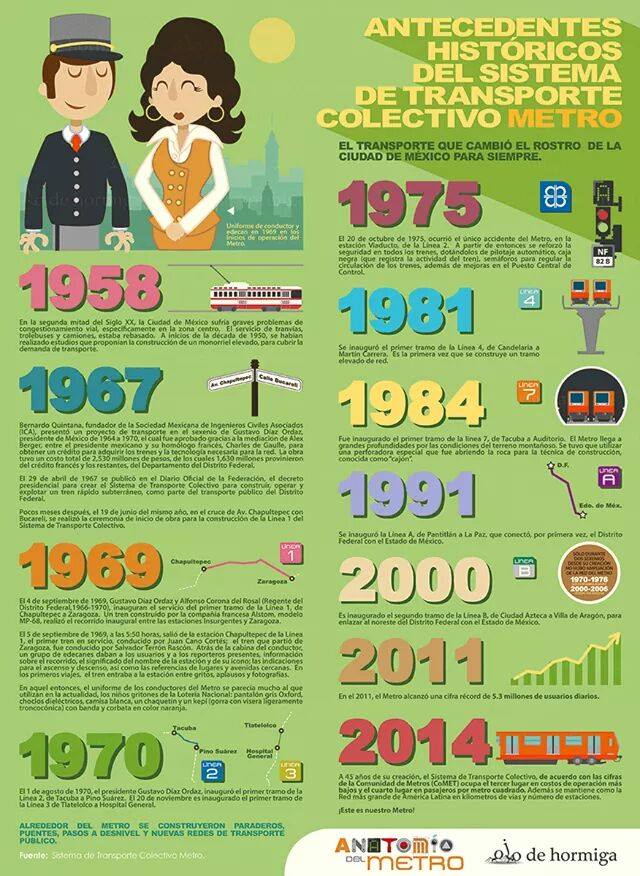 ANTECEDENTES
HISTÓRICOS
DEL SISTEMA
DE TRANSPORTE
COLECTIVO METRO
EL TRANSPORTE QUE CAMBIÓ EL ROSTRO DE LA
CIUDAD DE MÉXICO PARA SIEMPRE.
de hormiga
Uniforme de conductor y
edecán en 1969 en los
inicios de operación del
Metro.
1958
En la segunda mitad del Siglo XX, la Ciudad de México sufría graves problemas de
congestionamiento vial, específicamente en la zona centro. El servicio de tranvías,
trolebuses y camiones, estaba rebasado. A inicios de la década de 1950, se habían
realizado estudios que proponían la construcción de un monorriel elevado, para cubrir la
demanda de transporte.
1967
Av. Chapultepec
Calle Bucareli
Bernardo Quintana, fundador de la Sociedad Mexicana de Ingenieros Civiles Asociados
(ICA), presentó un proyecto de transporte en el sexenio de Gustavo Díaz Ordaz,
presidente de México de 1964 a 1970, el cual fue aprobado gracias a la mediación de Alex
Berger, entre el presidente mexicano y su homólogo francés, Charles de Gaulle, para
obtener un crédito para adquirir los trenes y la tecnología necesaria para la red. La obra
tuvo un costo total de 2,530 millones de pesos, de los cuales 1,630 millones provinieron
del crédito francés y los restantes, del Departamento del Distrito Federal.
El 29 de abril de 1967 se publicó en el Diario Oficial de la Federación, el decreto
presidencial para crear el Sistema de Transporte Colectivo para construir, operar y
explotar un tren rápido subterráneo, como parte del transporte público del Distrito
Federal.
Pocos meses después, el 19 de junio del mismo año, en el cruce de Av. Chapultepec con
Bucareli, se realizó la ceremonia de inicio de obra para la construcción de la Línea 1 del
Sistema de Transporte Colectivo.
1969
Chapultepec
Zaragoza
LÍNEA
1
El 4 de septiembre de 1969, Gustavo Díaz Ordaz y Alfonso Corona del Rosal (Regente del
Distrito Federal,1966-1970), inauguran el servicio del primer tramo de la Línea 1, de
Chapultepec a Zaragoza. Un tren construido por la compañía francesa Alstom, modelo
MP-68, realizó el recorrido inaugural entre las estaciones Insurgentes y Zaragoza.
El 5 de septiembre de 1969, a las 5:50 horas, salió de la estación Chapultepec de la Línea
1, el primer tren en servicio, conducido por Juan Cano Cortés; el tren que partió de
Zaragoza, fue conducido por Salvador Terrón Rascón. Atrás de la cabina del conductor,
un grupo de edecanes daban a los usuarios y a los reporteros presentes, información
sobre el recorrido, el significado del nombre de la estación y de su ícono; las indicaciones
para el ascenso y descenso, así como las referencias de lugares y avenidas cercanas. En
los primeros viajes, el tren entraba a la estación entre gritos, aplausos y fotografías.
En aquel entonces, el uniforme de los conductores del Metro se parecía mucho al que
utilizan en la actualidad, los niños gritones de la Lotería Nacional: pantalón gris Oxford,
choclos dieléctricos, camisa blanca, un chaquetín y un kepí (gorra con visera ligeramente
troncocónica) con banda y corbata en color naranja.
1970
Tacuba
Pino Suárez
LÍNEA
2
Tlatelolco
Hospital
General
LÍNEA
3
El 1 de agosto de 1970, el presidente Gustavo Díaz Ordaz, inauguró el primer tramo de la
Línea 2, de Tacuba a Pino Suárez. El 20 de noviembre es inaugurado el primer tramo de la
Línea 3 de Tlatelolco a Hospital General.
ALREDEDOR DEL METRO SE CONSTRUYERON PARADEROS,
PUENTES, PASOS A DESNIVEL Y NUEVAS REDES DE TRANSPORTE
PÚBLICO.
Fuente: Sistema de Transporte Colectivo Metro.
1975
NF
82 B
El 20 de octubre de 1975, ocurrió el único accidente del Metro, en la
estación Viaducto, de la Línea 2. A partir de entonces se reforzó la
seguridad en todos los trenes, dotándolos de pilotaje automático, caja
negra (que registra la actividad del tren), semáforos para regular la
circulación de los trenes, además de mejoras en el Puesto Central de
Control.
1981
LÍNEA
4
Se inauguró el primer tramo de la Línea 4, de Candelaria a
Martín Carrera. Es la primera vez que se construye un tramo
elevado de red.
1984
LÍNEA
7
Fue inaugurado el primer tramo de la línea 7, de Tacuba a Auditorio. El Metro llega a
grandes profundidades por las condiciones del terreno montañoso. Se tuvo que utilizar
una perforadora especial que fue abriendo la roca para la técnica de construcción,
conocida como "cajón".
1991
D.F.
Edo. de Méx.
LÍNEA
A
Se inauguró la Línea A, de Pantitlán a La Paz, que conectó, por primera vez, el Distrito
Federal con el Estado de México.
2000
LÍNEA
B
SÓLO DURANTE
DOS SEXENIOS
DESDE SU CREACIÓN
NO HUBO AMPLIACIÓN
DE LA RED DEL METRO
1970-1976
2000-2006
Es inaugurado el segundo tramo de la Línea B, de Ciudad Azteca a Villa de Aragón, para
enlazar al noreste del Distrito Federal con el Estado de México.
2011
En el 2011, el Metro alcanzó una cifra récord de 5.3 millones de usuarios diarios.
2014
A 45 años de su creación, el Sistema de Transporte Colectivo, de acuerdo con las cifras
de la Comunidad de Metros (CoMET) ocupa el tercer lugar en costos de operación más
bajos y el cuarto lugar en pasajeros por metro cuadrado. Además se mantiene como la
Red más grande de América Latina en kilómetros de vías y número de estaciones.
¡Este es nuestro Metro!
ANATOMÍA
DEL METRO
ojo de hormiga